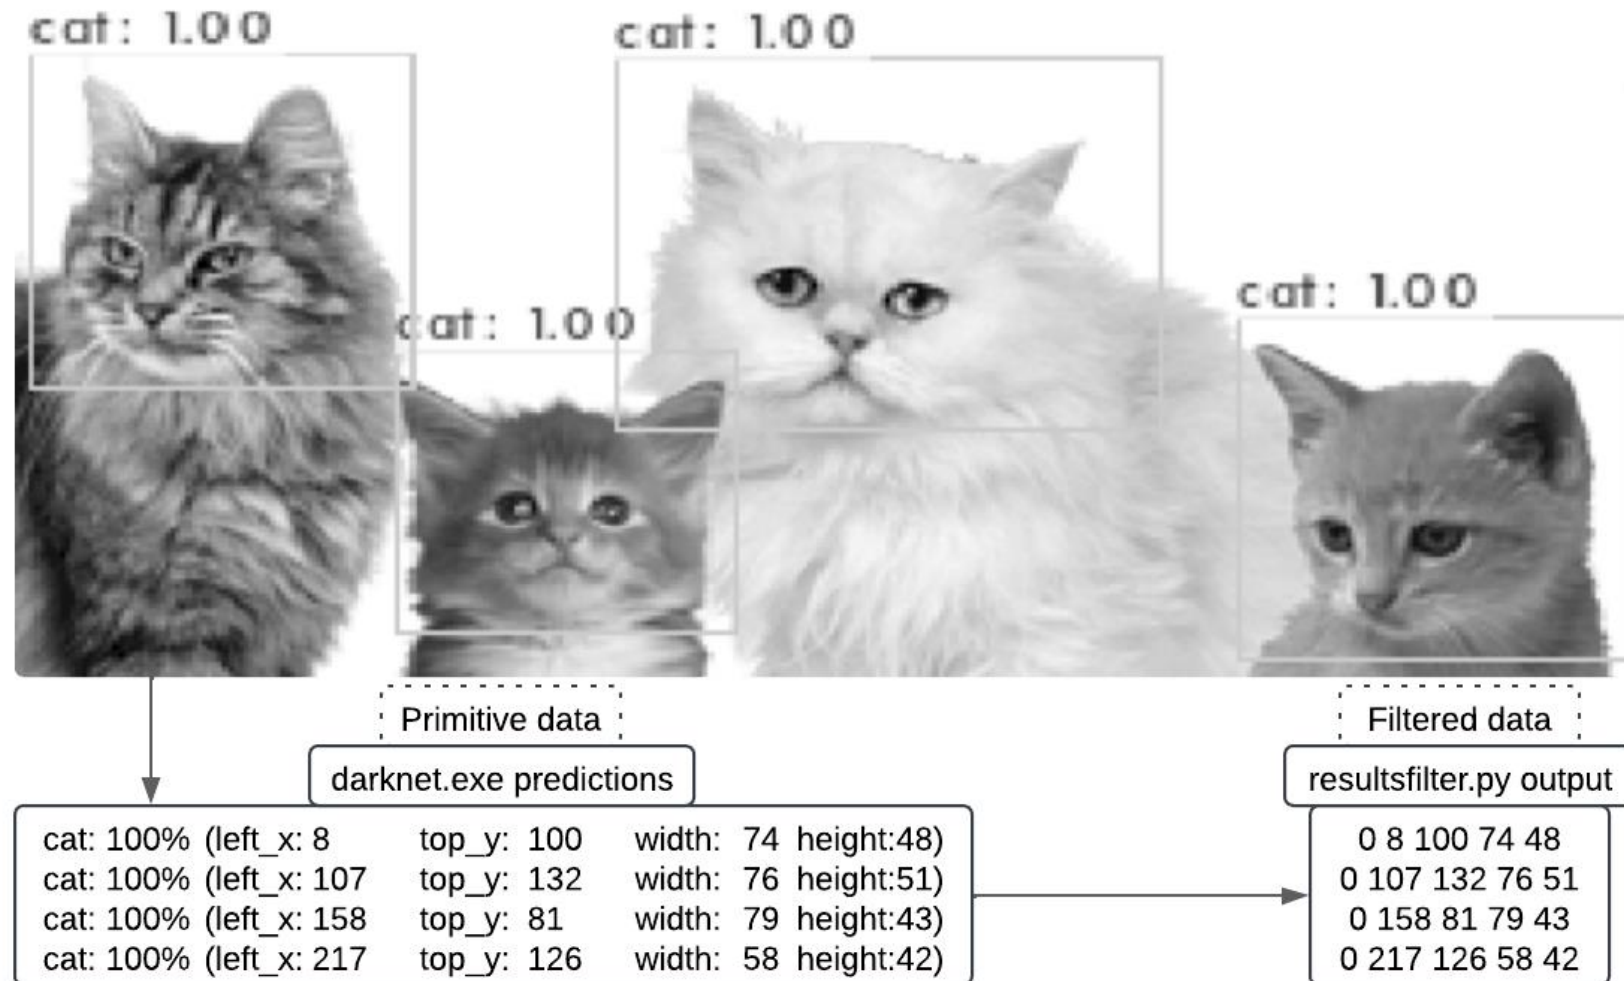 cat: 1.00
cat: 1.00
cat: 1.00
cat: 1.00
Primitive data
Filtered data
darknet.exe predictions
resultsfilter.py output
cat: 100% (left_x: 8 top_y: 100 width: 74 height:48)
cat: 100% (left_x: 107 top_y: 132 width: 76 height:51)
cat: 100% (left_x: 158 top_y: 81 width: 79 height:43)
cat: 100% (left_x: 217 top_y: 126 width: 58 height:42)
0 8 100 74 48
0 107 132 76 51
0 158 81 79 43
0 217 126 58 42